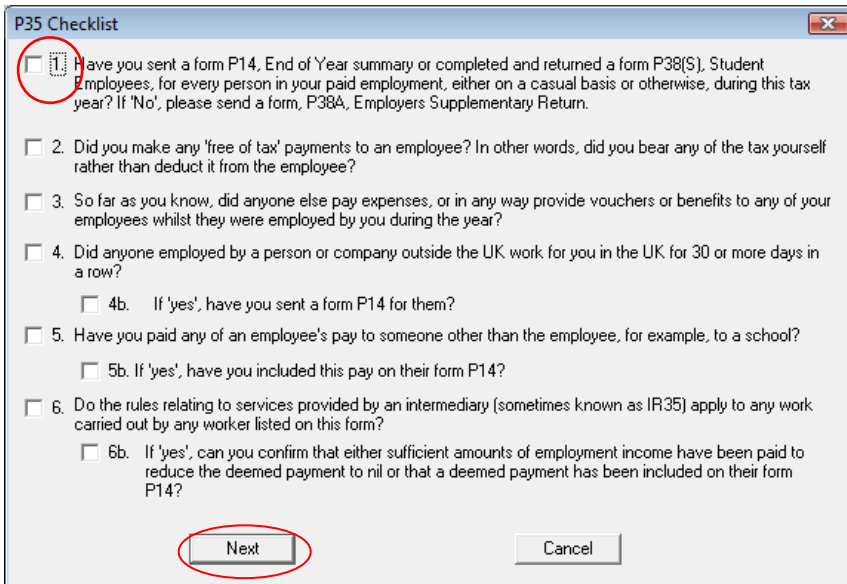 P35 Checklist
1. Have you sent a form P14, End of Year summary or completed and returned a form P38(S), Student
Employees, for every person in your paid employment, either on a casual basis or otherwise, during this tax
year? If 'No', please send a form, P38A, Employers Supplementary Return.
2. Did you make any 'free of tax' payments to an employee? In other words, did you bear any of the tax yourself
rather than deduct it from the employee?
3. So far as you know, did anyone else pay expenses, or in any way provide vouchers or benefits to any of your
employees whilst they were employed by you during the year?
4. Did anyone employed by a person or company outside the UK work for you in the UK for 30 or more days in
a row?
4b. If 'yes', have you sent a form P14 for them?
5. Have you paid any of an employee's pay to someone other than the employee, for example, to a school?
5b. If 'yes', have you included this pay on their form P14?
6. Do the rules relating to services provided by an intermediary (sometimes known as IR35) apply to any work
carried out by any worker listed on this form?
6b. If 'yes', can you confirm that either sufficient amounts of employment income have been paid to
reduce the deemed payment to nil or that a deemed payment has been included on their form
P14?
Next Cancel